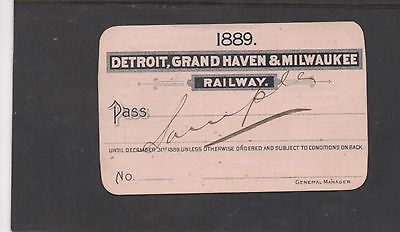 1889.
DETROIT, GRAND HAVEN & MILWAUKEE
RAILWAY.
Pass Sample
UNTIL DECEMBER 31ST 1889, UNLESS OTHERWISE ORDERED AND SUBJECT TO CONDITIONS ON BACK.
No.
GENERAL MANAGER.